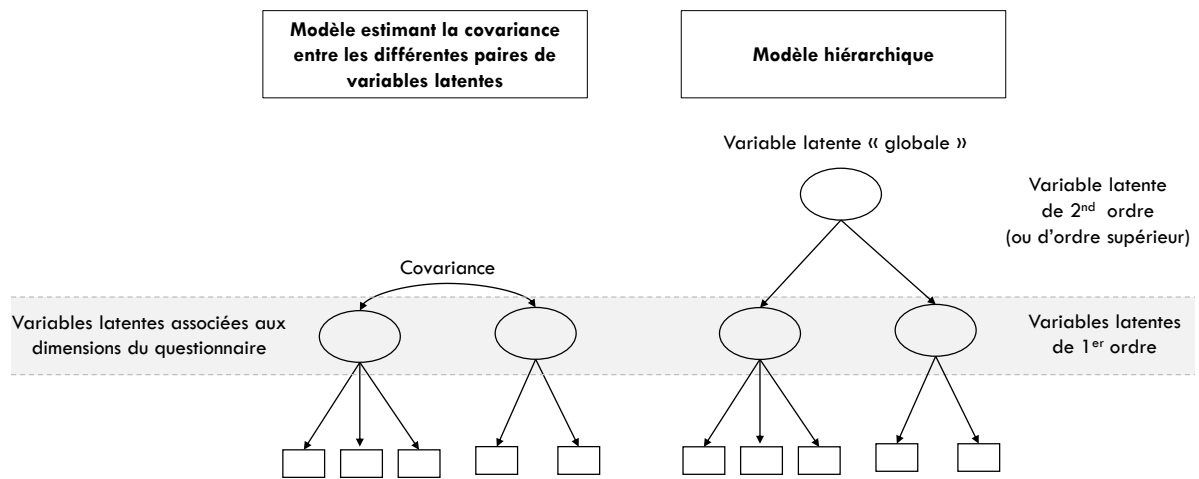 Modèle estimant la covariance
entre les différentes paires de
variables latentes
Modèle hiérarchique
Variable latente « globale »
Variable latente
de 2nd ordre
(ou d'ordre supérieur)
Covariance
Variables latentes associées aux
dimensions du questionnaire
Variables latentes
de 1er ordre